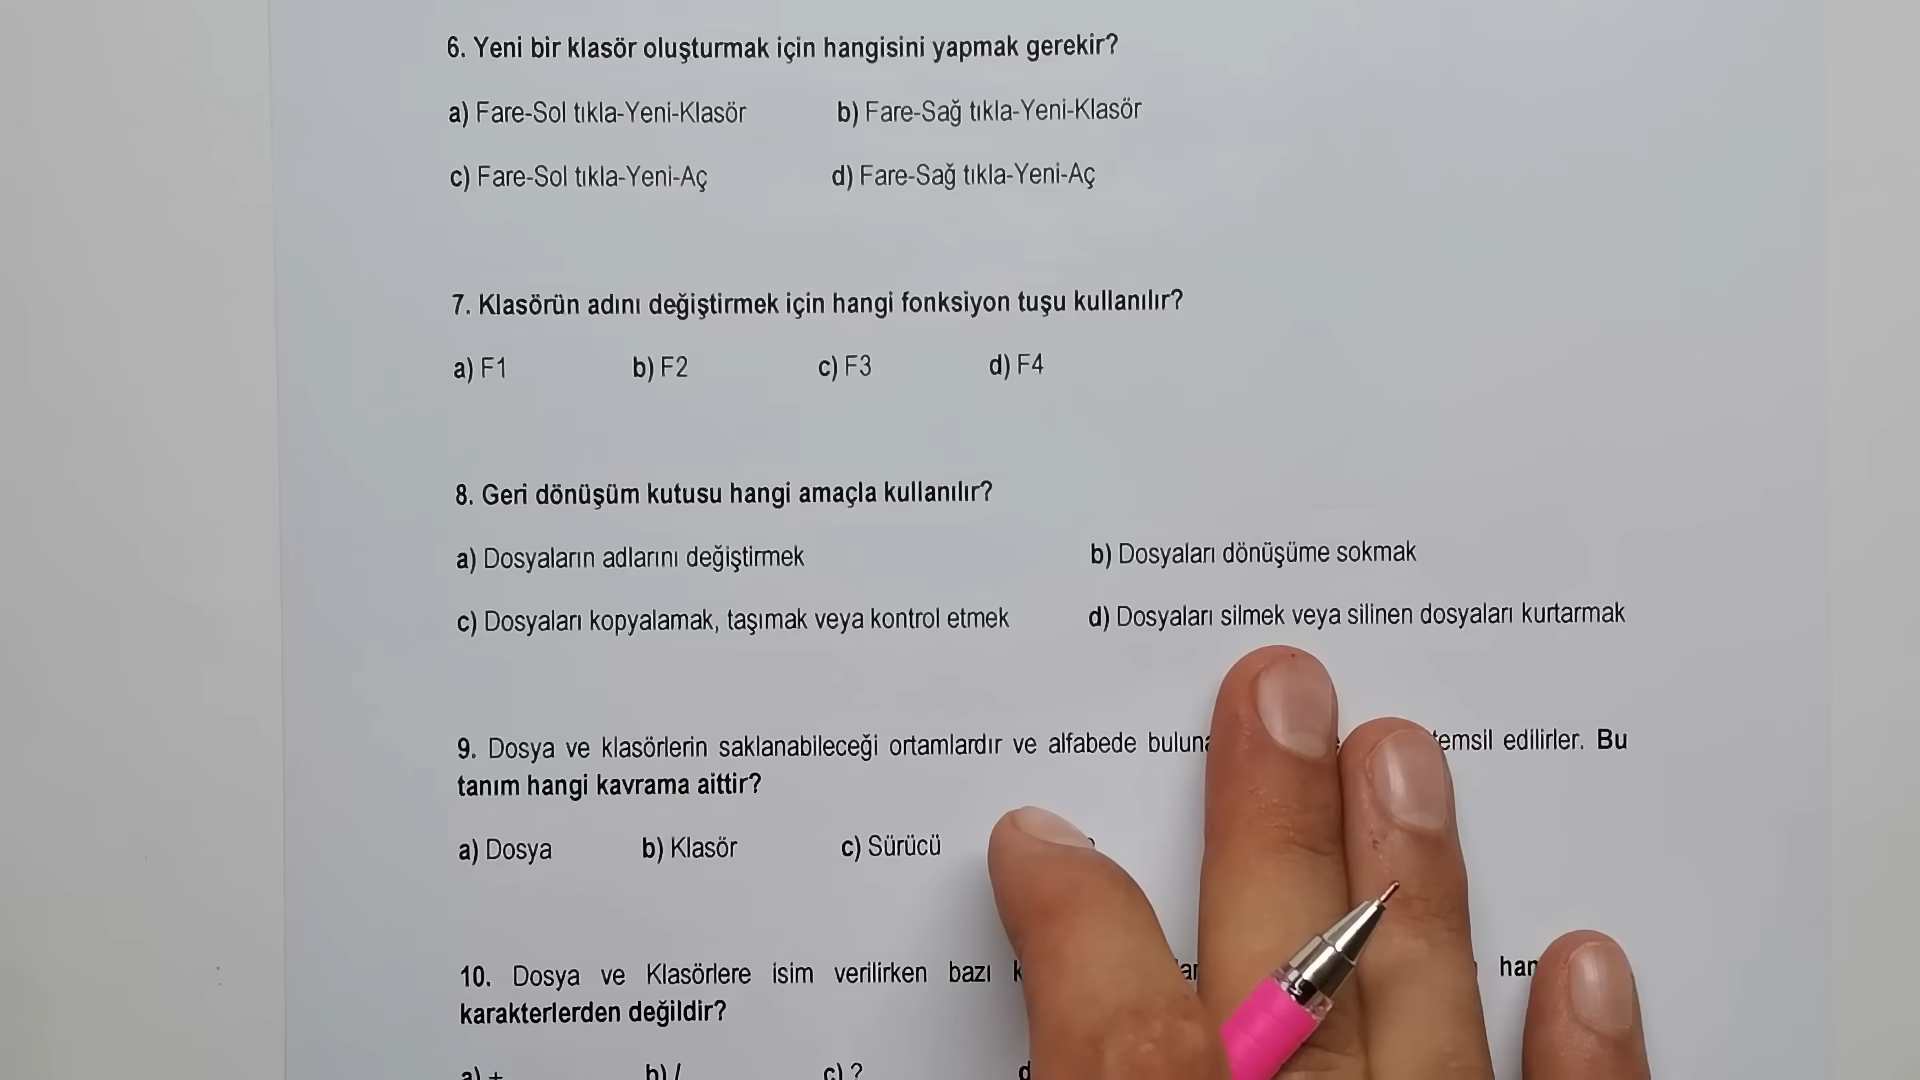 6. Yeni bir klasör oluşturmak için hangisini yapmak gerekir?
a) Fare-Sol tıkla-Yeni-Klasör b) Fare-Sağ tıkla-Yeni-Klasör
c) Fare-Sol tıkla-Yeni-Aç d) Fare-Sağ tıkla-Yeni-Aç
7. Klasörün adını değiştirmek için hangi fonksiyon tuşu kullanılır?
a) F1 b) F2 c) F3 d) F4
8. Geri dönüşüm kutusu hangi amaçla kullanılır?
a) Dosyaların adlarını değiştirmek b) Dosyaları dönüşüme sokmak
c) Dosyaları kopyalamak, taşımak veya kontrol etmek d) Dosyaları silmek veya silinen dosyaları kurtarmak
9. Dosya ve klasörlerin saklanabileceği ortamlardır ve alfabede edilirler. Bu
tanım hangi kavrama aittir?
a) Dosya b) Klasör c) Sürücü
10. Dosya ve Klasörlere isim verilirken bazı
karakterlerden değildir?
a) + b) / c) ?